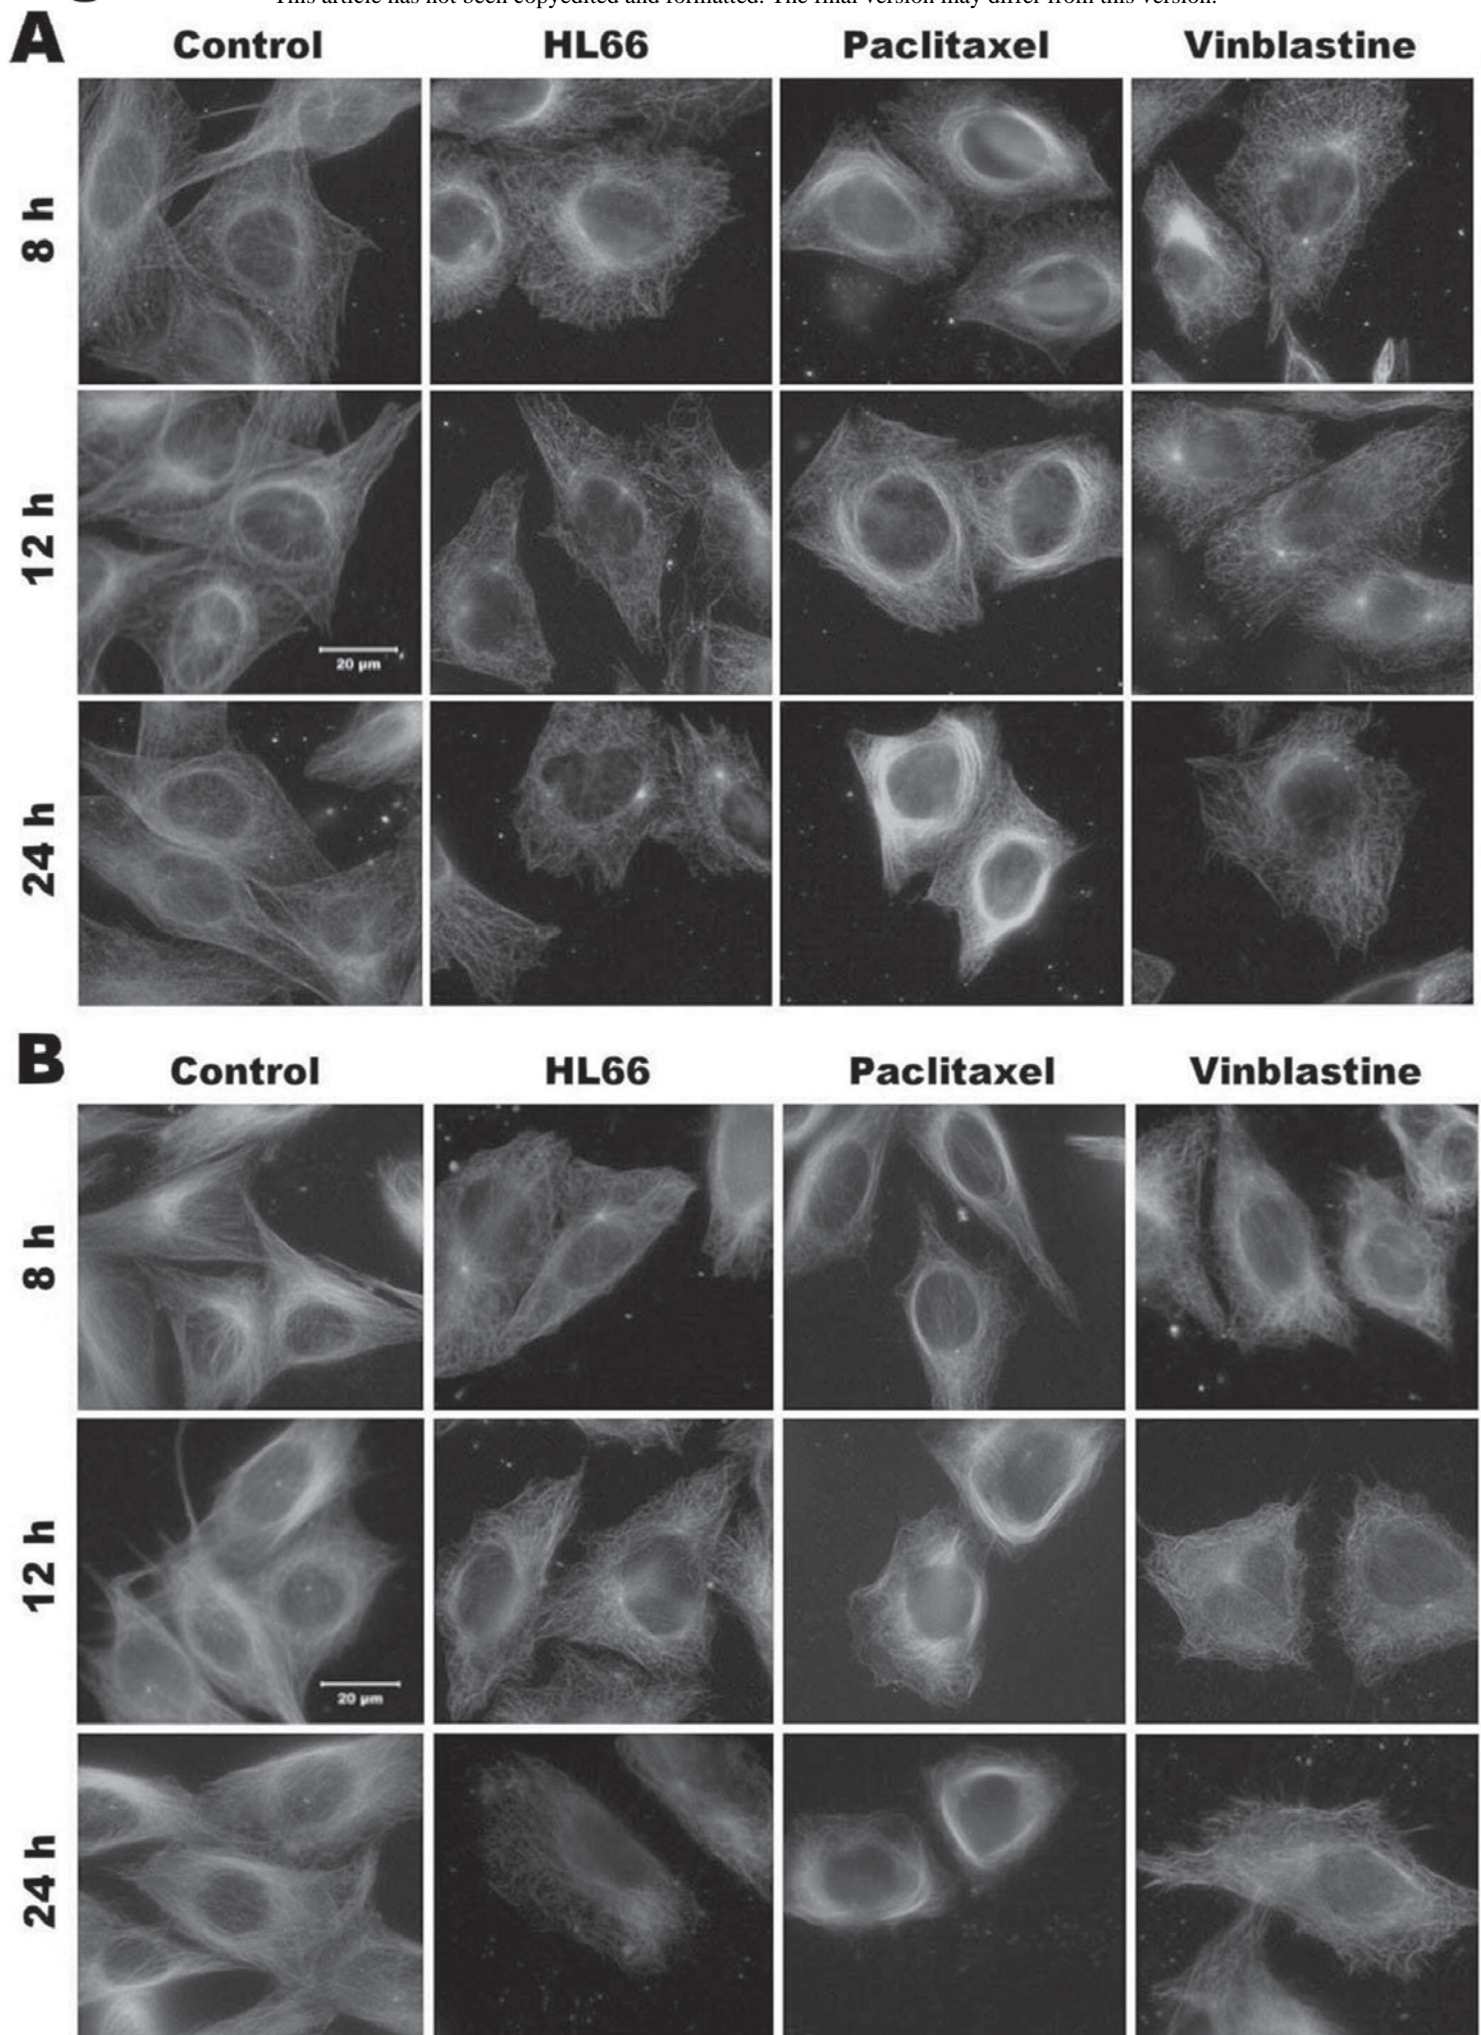 This article has not been copyedited and formatted. The final version may differ from this version.
A
Control HL66 Paclitaxel Vinblastine
8 h
12 h
20 µm
24 h
B
Control HL66 Paclitaxel Vinblastine
8 h
12 h
20 µm
24 h